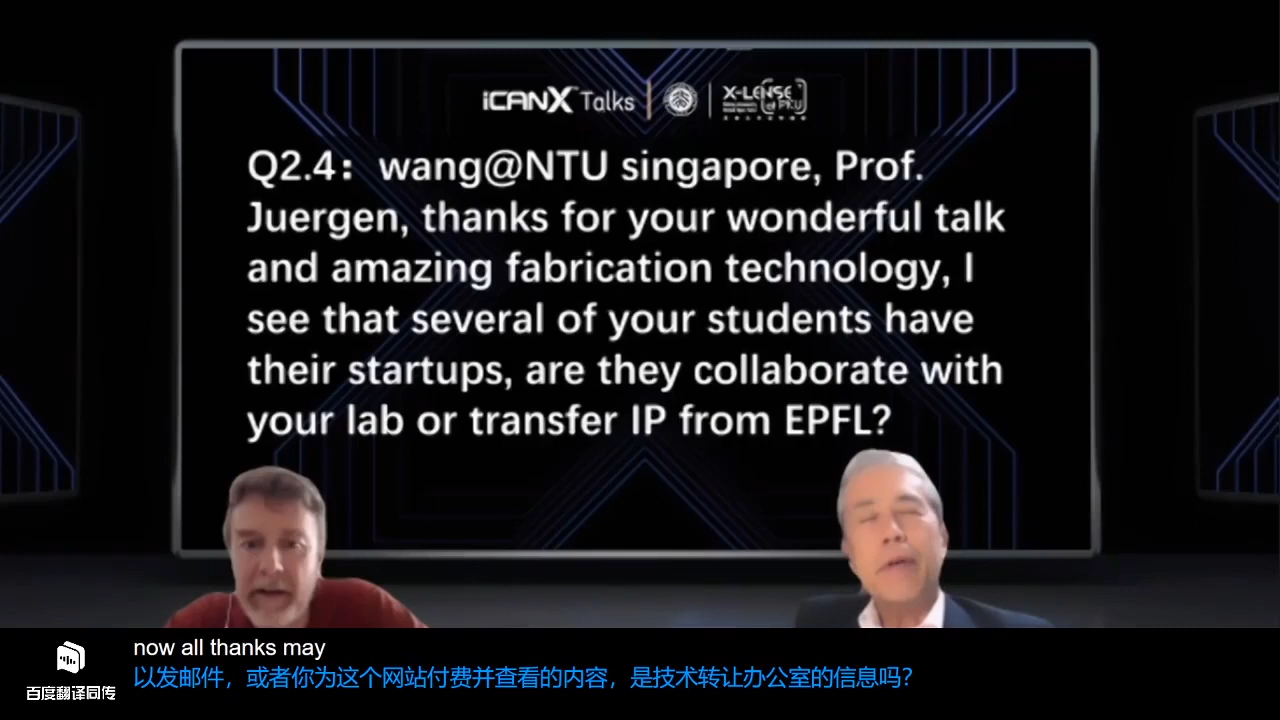 iCANX Talks
X-LENSE
PKU
Q2.4：wang@NTU singapore, Prof.
Juergen, thanks for your wonderful talk
and amazing fabrication technology, I
see that several of your students have
their startups, are they collaborate with
your lab or transfer IP from EPFL?
now all thanks may
以发邮件，或者你为这个网站付费并查看的内容，是技术转让办公室的信息吗？
百度翻译同传